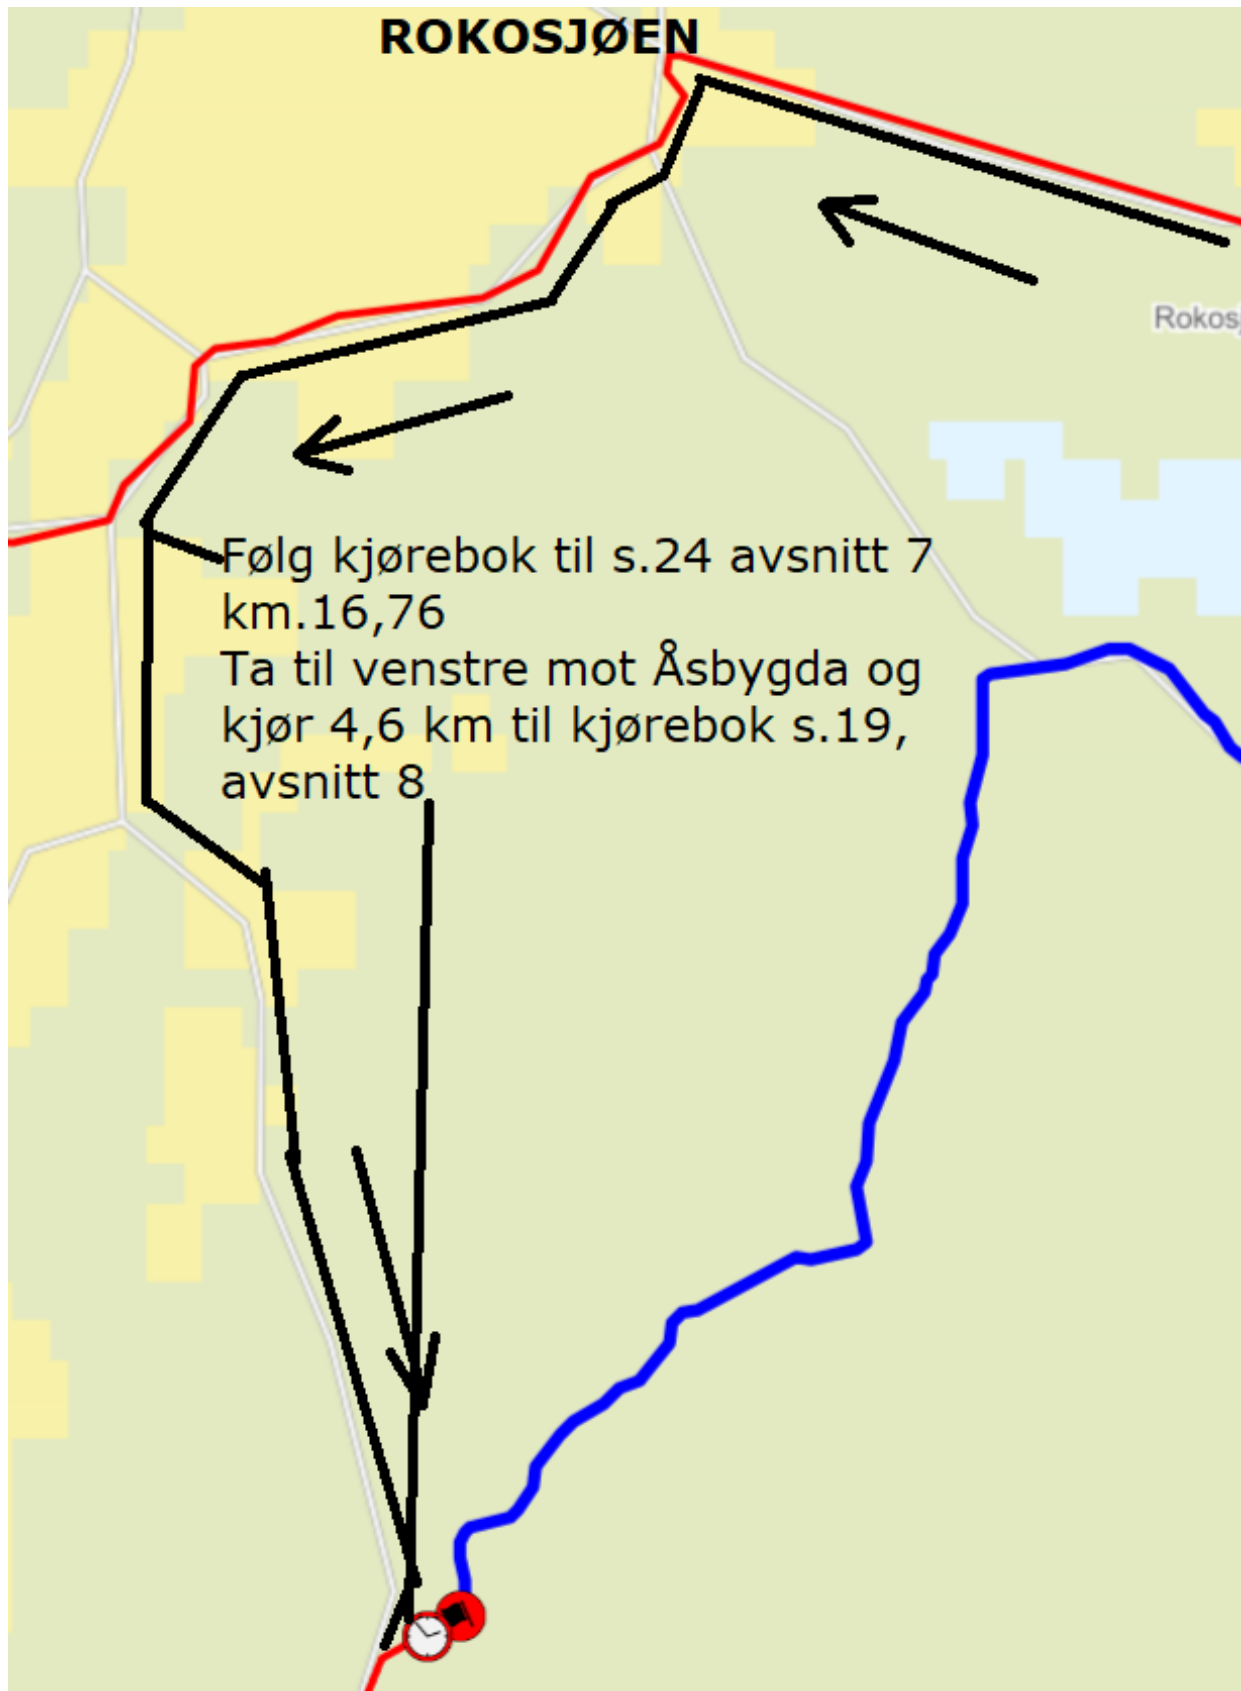 ROKOSJØEN
Rokosj
Følg kjørebok til s.24 avsnitt 7
km.16,76
Ta til venstre mot Åsbygda og
kjør 4,6 km til kjørebok s.19,
avsnitt 8